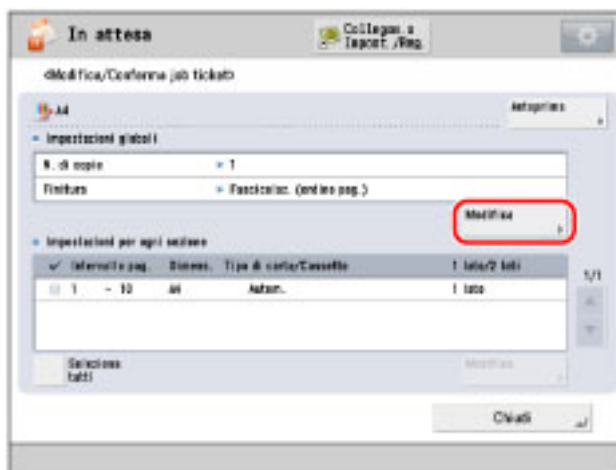 In attesa
Collegam. a
Impost./Reg.
<Modifica/Conferma job ticket>
A4
Anteprima
Impostazioni globali
N. di copie 1
Finitura Fascicolaz. (ordine pag.)
Modifica
Impostazioni per ogni sezione
Intervallo pag. Dimens. Tipo di carta/Cassetto 1 lato/2 lati
1 - 10 A4 Autom. 1 lato
1/1
Seleziona
tutti
Modifica
Chiudi